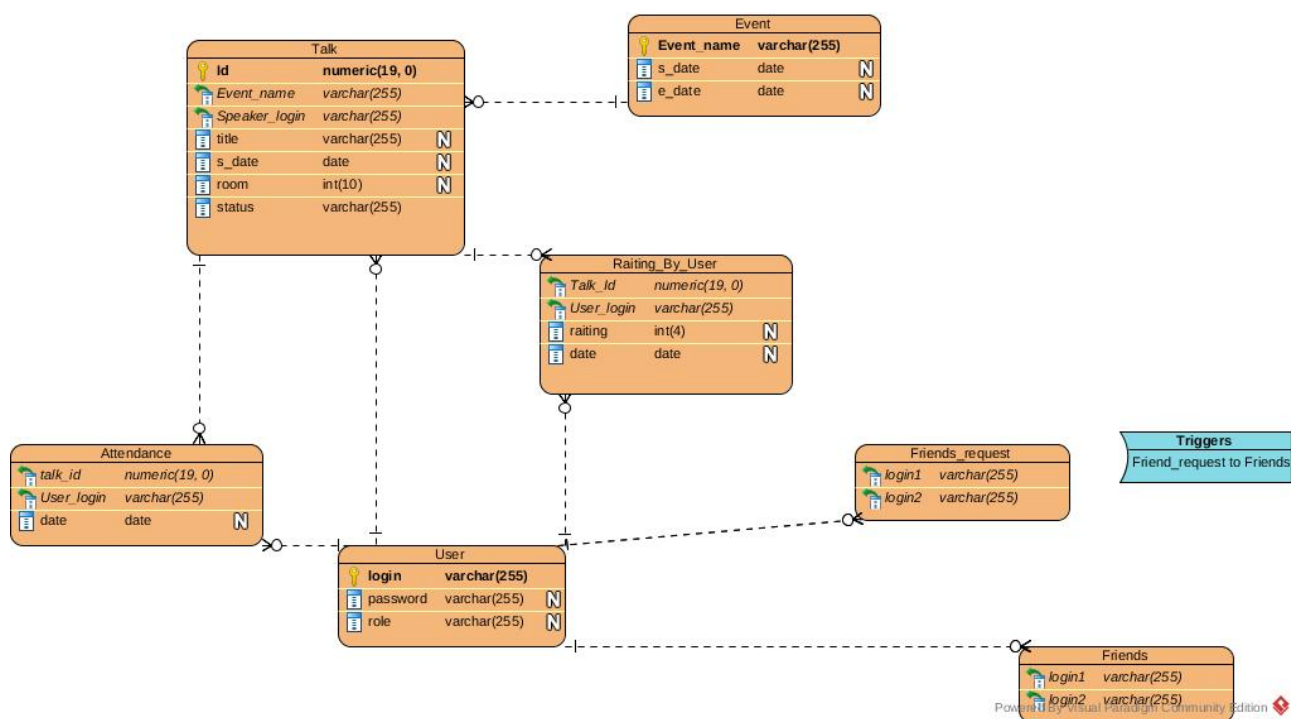 Event
Event_name varchar(255)
s_date date N
e_date date N
Talk
Id numeric(19, 0)
Event_name varchar(255)
Speaker_login varchar(255)
title varchar(255) N
s_date date N
room int(10) N
status varchar(255)
Raiting_By_User
Talk_Id numeric(19, 0)
User_login varchar(255)
raiting int(4) N
date date N
Attendance
talk_id numeric(19, 0)
User_login varchar(255)
date date N
Friends_request
login1 varchar(255)
login2 varchar(255)
Triggers
Friend_request to Friends
User
login varchar(255)
password varchar(255) N
role varchar(255) N
Friends
login1 varchar(255)
login2 varchar(255)
Powered By Visual Paradigm Community Edition